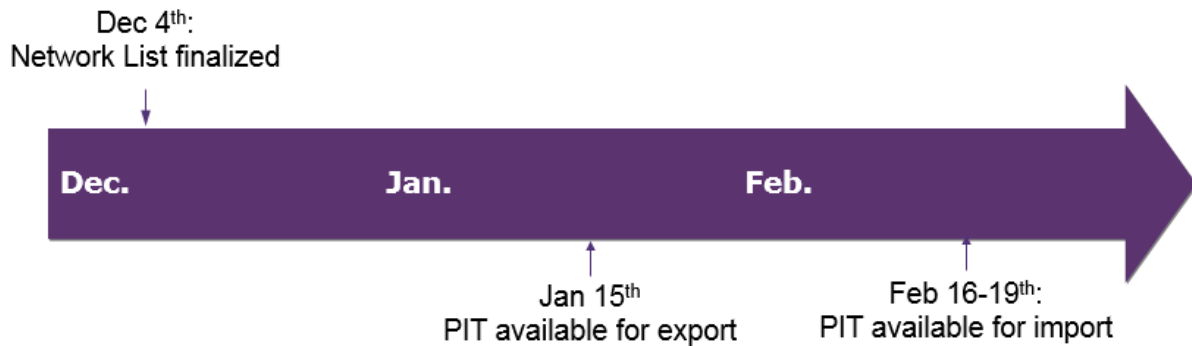 Dec 4th:
Network List finalized
Dec.
Jan.
Feb.
Jan 15th
PIT available for export
Feb 16-19th:
PIT available for import